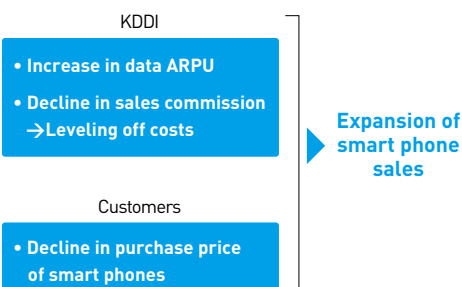 KDDI
• Increase in data ARPU
• Decline in sales commission
→Leveling off costs
Expansion of
smart phone
sales
Customers
• Decline in purchase price
of smart phones